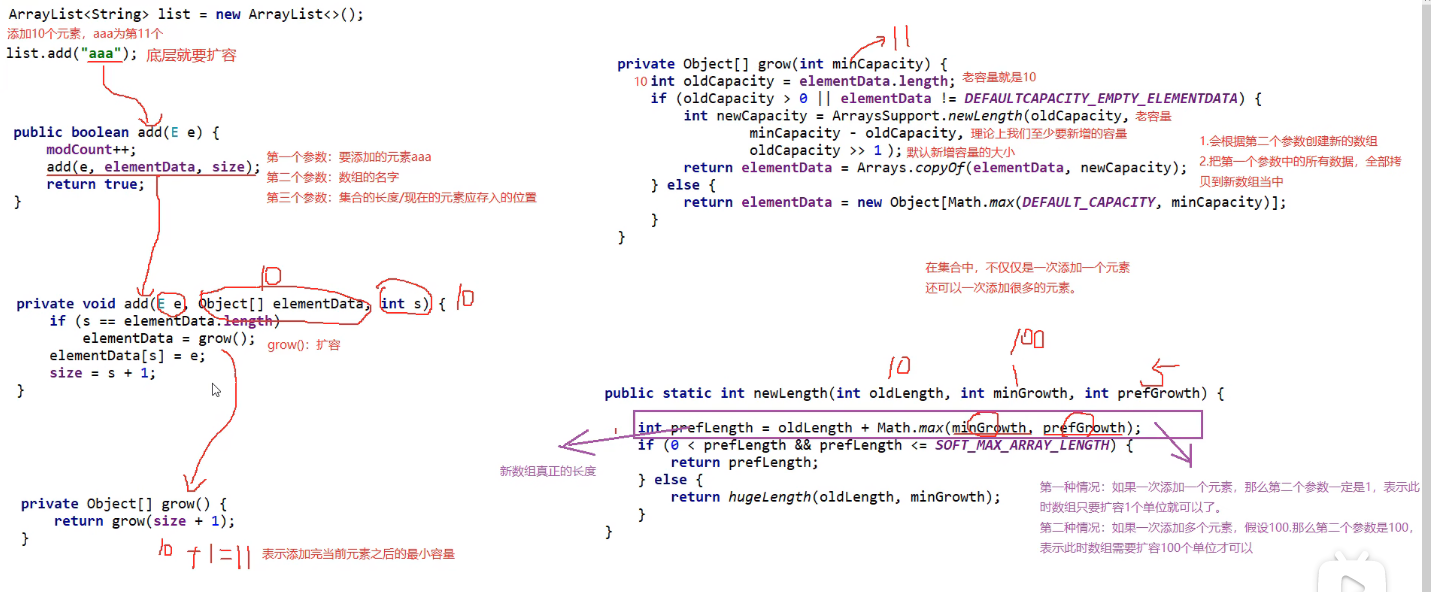 ArrayList<String> list = new ArrayList<>();
添加10个元素，aaa为第11个
list.add("aaa"); 底层就要扩容
public boolean add(E e) {
modCount++;
add(e, elementData, size);
return true;
}
第一个参数：要添加的元素aaa
第二个参数：数组的名字
第三个参数：集合的长度/现在的元素应存入的位置
10
private void add(E e, Object[] elementData, int s) { 10
if (s == elementData.length)
elementData = grow();
grow()：扩容
elementData[s] = e;
size = s + 1;
}
private Object[] grow() {
return grow(size + 1);
}
10 +1=11 表示添加完当前元素之后的最小容量
11
private Object[] grow(int minCapacity) {
10 int oldCapacity = elementData.length; 老容量就是10
if (oldCapacity > 0 || elementData != DEFAULTCAPACITY_EMPTY_ELEMENTDATA) {
int newCapacity = ArraysSupport.newLength(oldCapacity, 老容量
minCapacity - oldCapacity, 理论上我们至少要新增的容量
oldCapacity >> 1 ); 默认新增容量的大小
return elementData = Arrays.copyOf(elementData, newCapacity);
} else {
return elementData = new Object[Math.max(DEFAULT_CAPACITY, minCapacity)];
}
}
1.会根据第二个参数创建新的数组
2.把第一个参数中的所有数据，全部拷
贝到新数组当中
在集合中，不仅仅是一次添加一个元素
还可以一次添加很多的元素。
10 100 5
public static int newLength(int oldLength, int minGrowth, int prefGrowth) {
int prefLength = oldLength + Math.max(minGrowth, prefGrowth);
if (0 < prefLength && prefLength <= SOFT_MAX_ARRAY_LENGTH) {
return prefLength;
} else {
return hugeLength(oldLength, minGrowth);
}
}
新数组真正的长度
第一种情况：如果一次添加一个元素，那么第二个参数一定是1，表示此
时数组只要扩容1个单位就可以了。
第二种情况：如果一次添加多个元素，假设100.那么第二个参数是100，
表示此时数组需要扩容100个单位才可以